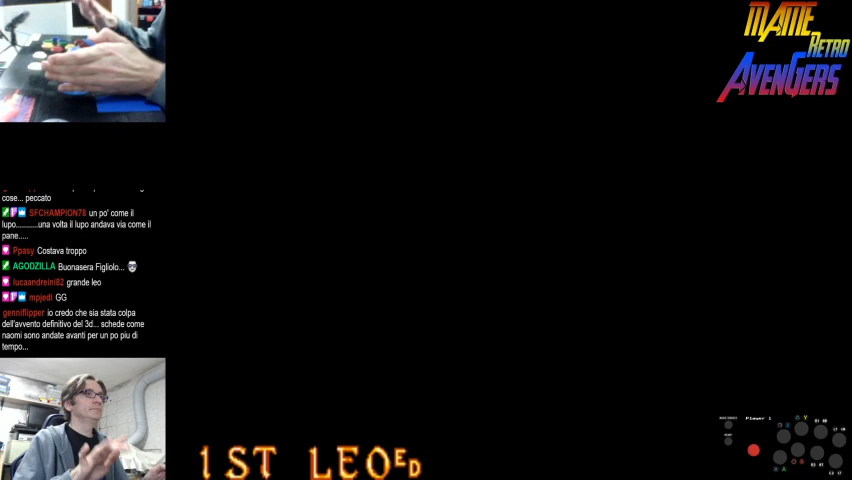 MAME
RETRO
AVENGERS
cose... peccato
SFCHAMPION78 un po' come il
lupo...........una volta il lupo andava via come il
pane.....
Ppasy Costava troppo
AGODZILLA Buonasera Figliolo...
lucaandreini82 grande leo
mpjedi GG
genniflipper io credo che sia stata colpa
dell'avvento definitivo del 3d... schede come
naomi sono andate avanti per un po piu di
tempo...
Player 1
1ST LEOED